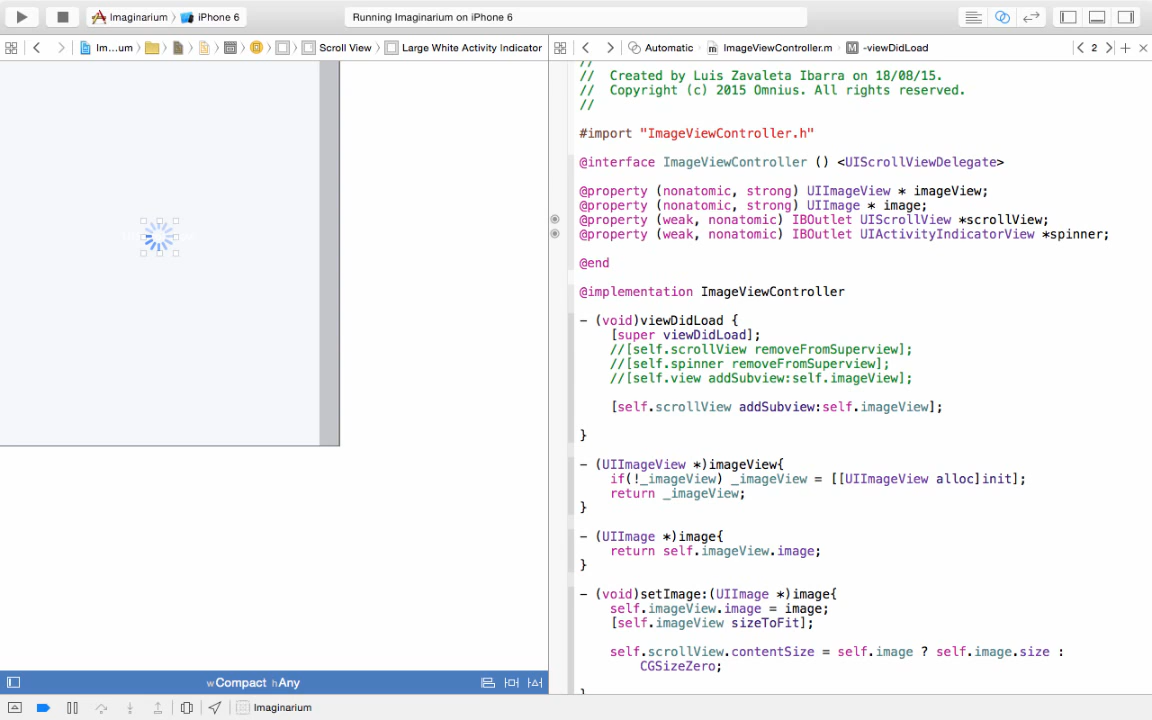 Imaginarium
iPhone 6
Running Imaginarium on iPhone 6
Im...um
Scroll View
Large White Activity Indicator
Automatic
ImageViewController.m
-viewDidLoad
2
//
//  Created by Luis Zavaleta Ibarra on 18/08/15.
//  Copyright (c) 2015 Omnius. All rights reserved.
//
#import "ImageViewController.h"
@interface ImageViewController () <UIScrollViewDelegate>
@property (nonatomic, strong) UIImageView * imageView;
@property (nonatomic, strong) UIImage * image;
@property (weak, nonatomic) IBOutlet UIScrollView *scrollView;
@property (weak, nonatomic) IBOutlet UIActivityIndicatorView *spinner;
@end
@implementation ImageViewController
- (void)viewDidLoad {
[super viewDidLoad];
//[self.scrollView removeFromSuperview];
//[self.spinner removeFromSuperview];
//[self.view addSubview:self.imageView];
[self.scrollView addSubview:self.imageView];
}
- (UIImageView *)imageView{
if(!_imageView) _imageView = [[UIImageView alloc]init];
return _imageView;
}
- (UIImage *)image{
return self.imageView.image;
}
- (void)setImage:(UIImage *)image{
self.imageView.image = image;
[self.imageView sizeToFit];
self.scrollView.contentSize = self.image ? self.image.size :
CGSizeZero;
}
wCompact hAny
Imaginarium